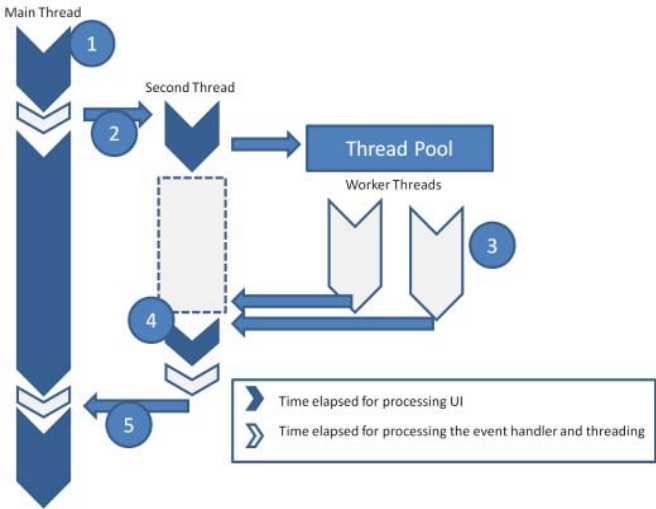 Main Thread
1
Second Thread
2
Thread Pool
Worker Threads
3
4
Time elapsed for processing UI
Time elapsed for processing the event handler and threading
5